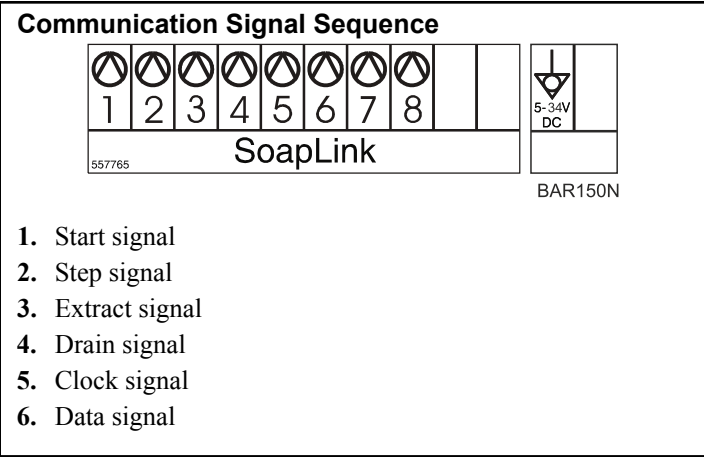 Communication Signal Sequence
1 2 3 4 5 6 7 8
5-34V
DC
557765
SoapLink
BAR150N
1. Start signal
2. Step signal
3. Extract signal
4. Drain signal
5. Clock signal
6. Data signal